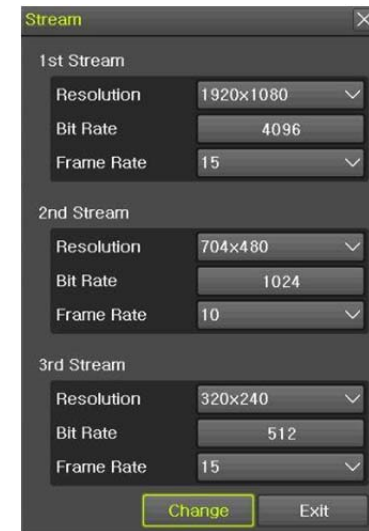 Stream
1st Stream
Resolution 1920x1080
Bit Rate 4096
Frame Rate 15
2nd Stream
Resolution 704x480
Bit Rate 1024
Frame Rate 10
3rd Stream
Resolution 320x240
Bit Rate 512
Frame Rate 15
Change Exit